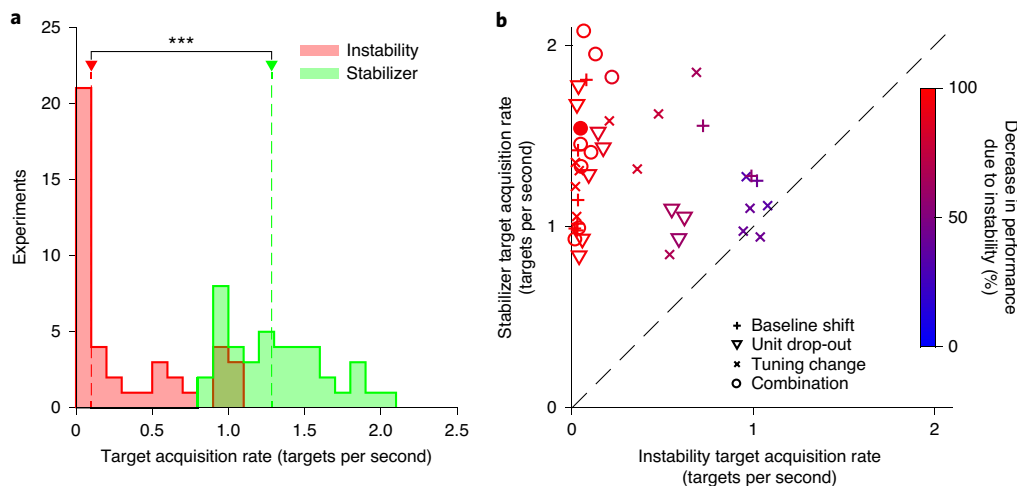 a
25
20
15
10
5
0
Experiments
***
Instability
Stabilizer
0
0.5
1.0
1.5
2.0
2.5
Target acquisition rate (targets per second)
b
2
1
0
Stabilizer target acquisition rate
(targets per second)
Baseline shift
Unit drop-out
Tuning change
Combination
0
1
2
Instability target acquisition rate
(targets per second)
100
50
0
Decrease in performance
due to instability (%)